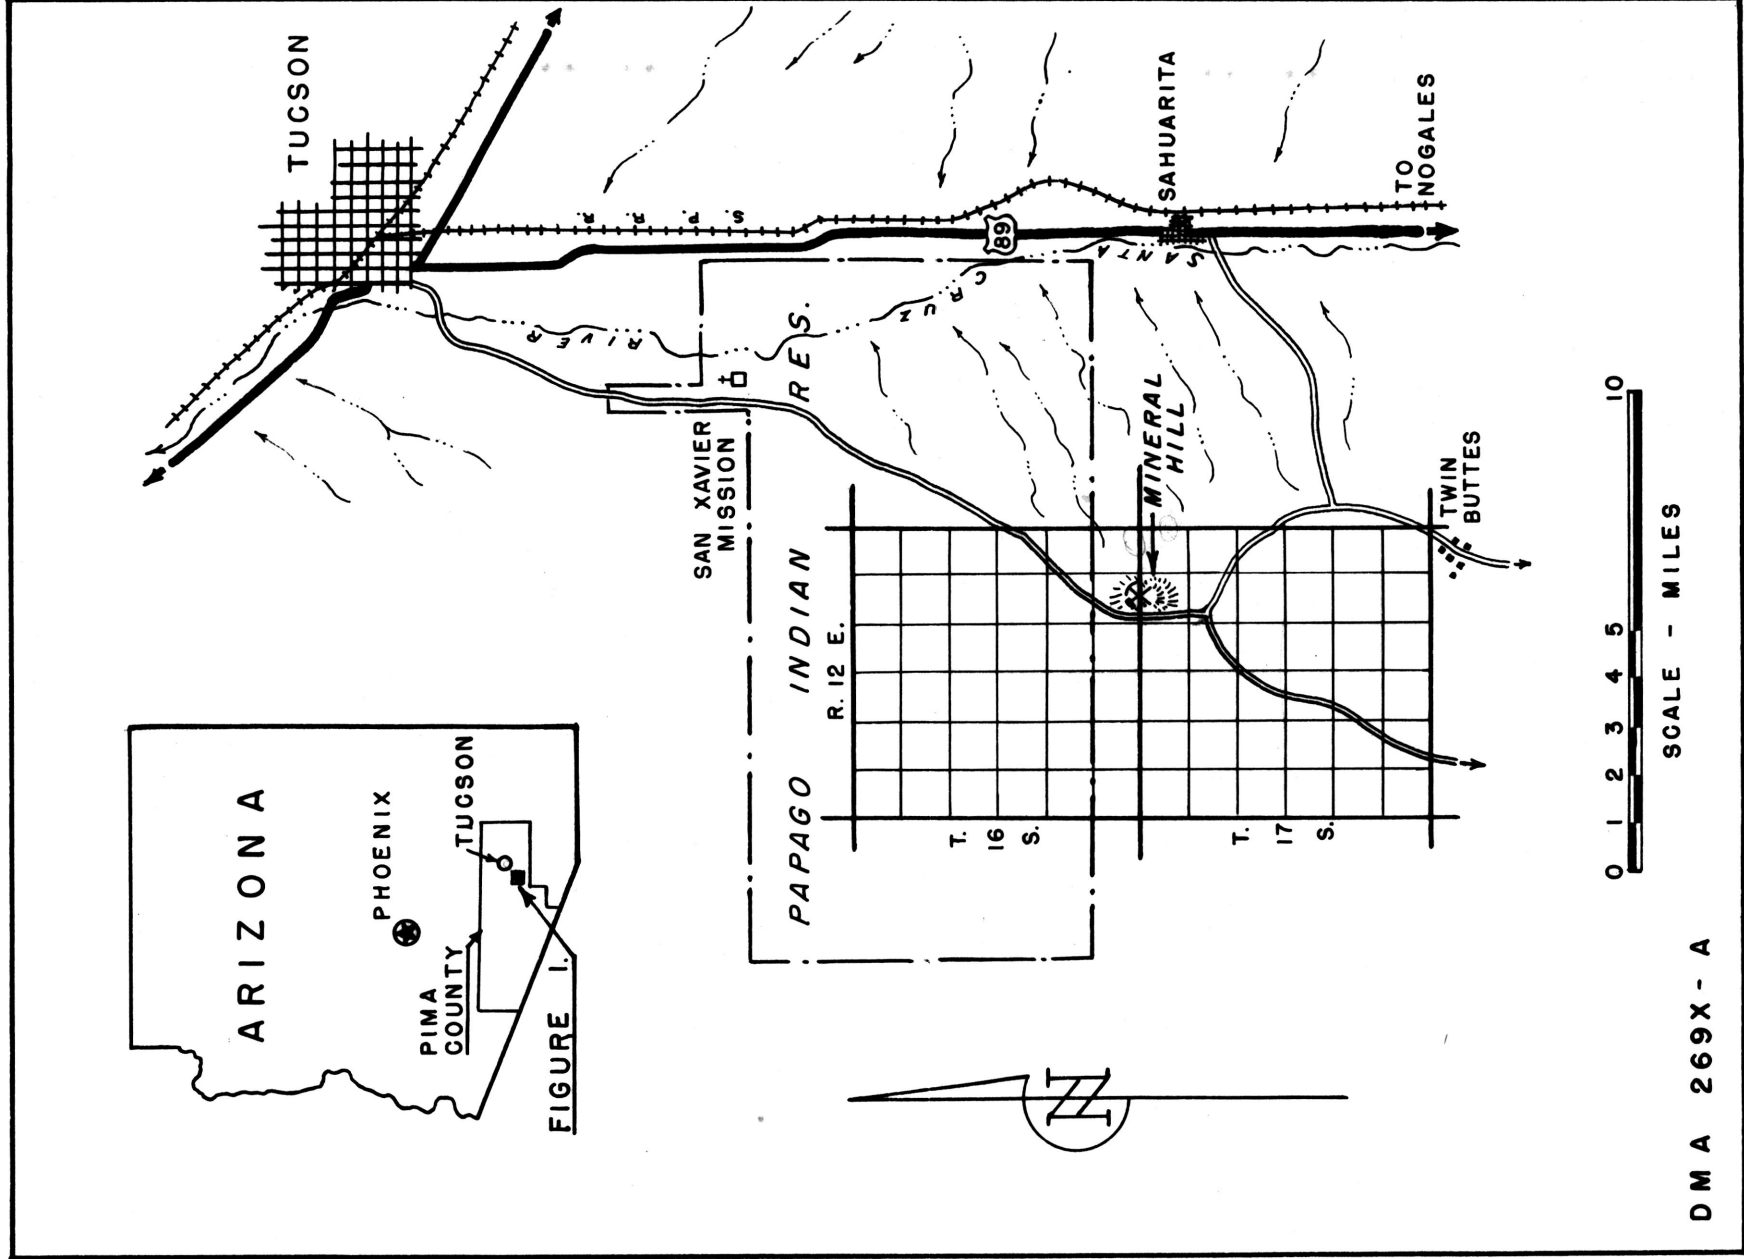 ARIZONA
PHOENIX
TUCSON
PIMA
COUNTY
FIGURE 1.
TUCSON
S. P. R. R.
SANTA CRUZ RIVER
89
SAHUARITA
TO
NOGALES
SAN XAVIER
MISSION
PAPAGO INDIAN RES.
R. 12 E.
T.
16
S.
T.
17
S.
MINERAL
HILL
TWIN
BUTTES
N
0 1 2 3 4 5 10
SCALE - MILES
DMA 269X-A